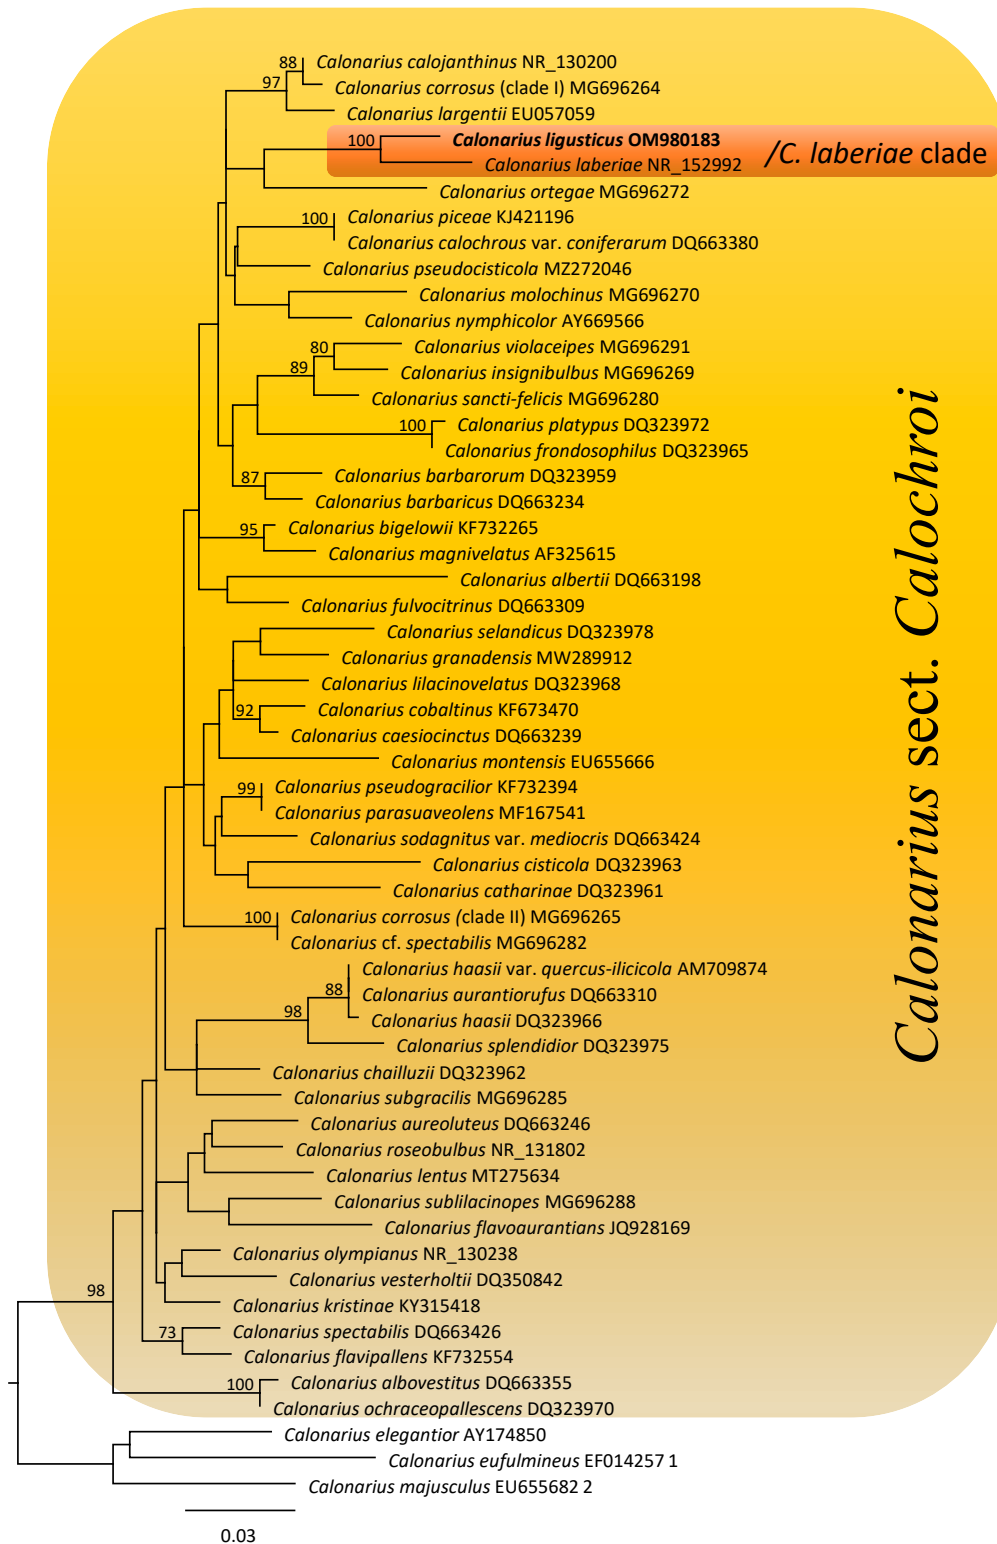 88 Calonarius calojanthinus NR_130200
97 Calonarius corrosus (clade I) MG696264
Calonarius largentii EU057059
100 Calonarius ligusticus OM980183
Calonarius laberiae NR_152992
/C. laberiae clade
Calonarius ortegae MG696272
100 Calonarius piceae KJ421196
Calonarius calochrous var. coniferarum DQ663380
Calonarius pseudocisticola MZ272046
Calonarius molochinus MG696270
Calonarius nymphicolor AY669566
80 Calonarius violaceipes MG696291
89 Calonarius insignibulbus MG696269
Calonarius sancti-felicis MG696280
100 Calonarius platypus DQ323972
Calonarius frondosophilus DQ323965
87 Calonarius barbarorum DQ323959
Calonarius barbaricus DQ663234
95 Calonarius bigelowii KF732265
Calonarius magnivelatus AF325615
Calonarius albertii DQ663198
Calonarius fulvocitrinus DQ663309
Calonarius selandicus DQ323978
Calonarius granadensis MW289912
Calonarius lilacinovelatus DQ323968
92 Calonarius cobaltinus KF673470
Calonarius caesiocinctus DQ663239
Calonarius montensis EU655666
99 Calonarius pseudogracilior KF732394
Calonarius parasuaveolens MF167541
Calonarius sodagnitus var. mediocris DQ663424
Calonarius cisticola DQ323963
Calonarius catharinae DQ323961
100 Calonarius corrosus (clade II) MG696265
Calonarius cf. spectabilis MG696282
Calonarius haasii var. quercus-ilicicola AM709874
88 Calonarius aurantiorufus DQ663310
98 Calonarius haasii DQ323966
Calonarius splendidior DQ323975
Calonarius chailluzii DQ323962
Calonarius subgracilis MG696285
Calonarius aureoluteus DQ663246
Calonarius roseobulbus NR_131802
Calonarius lentus MT275634
Calonarius sublilacinopes MG696288
Calonarius flavoaurantians JQ928169
Calonarius olympianus NR_130238
Calonarius vesterholtii DQ350842
98 Calonarius kristinae KY315418
73 Calonarius spectabilis DQ663426
Calonarius flavipallens KF732554
100 Calonarius albovestitus DQ663355
Calonarius ochraceopallescens DQ323970
Calonarius elegantior AY174850
Calonarius eufulmineus EF014257 1
Calonarius majusculus EU655682 2
0.03
Calonarius sect. Calochroi